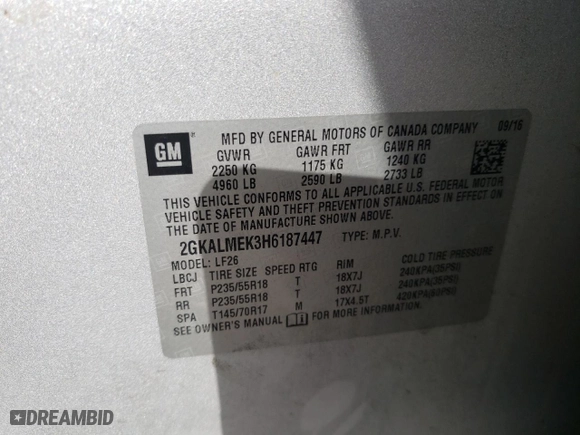 GM
®
MFD BY GENERAL MOTORS OF CANADA COMPANY 09/16
GVWR GAWR FRT GAWR RR
2250 KG 1175 KG 1240 KG
4960 LB 2590 LB 2733 LB
THIS VEHICLE CONFORMS TO ALL APPLICABLE U.S. FEDERAL MOTOR
VEHICLE SAFETY AND THEFT PREVENTION STANDARDS IN EFFECT ON
THE DATE OF MANUFACTURE SHOWN ABOVE.
2GKALMEK3H6187447 TYPE: M.P.V.
MODEL: LF26
LBCJ TIRE SIZE SPEED RTG RIM COLD TIRE PRESSURE
FRT P235/55R18 T 18X7J 240KPA(35PSI)
RR P235/55R18 T 18X7J 240KPA(35PSI)
SPA T145/70R17 M 17X4.5T 420KPA(60PSI)
SEE OWNER'S MANUAL FOR MORE INFORMATION.
DREAMBID